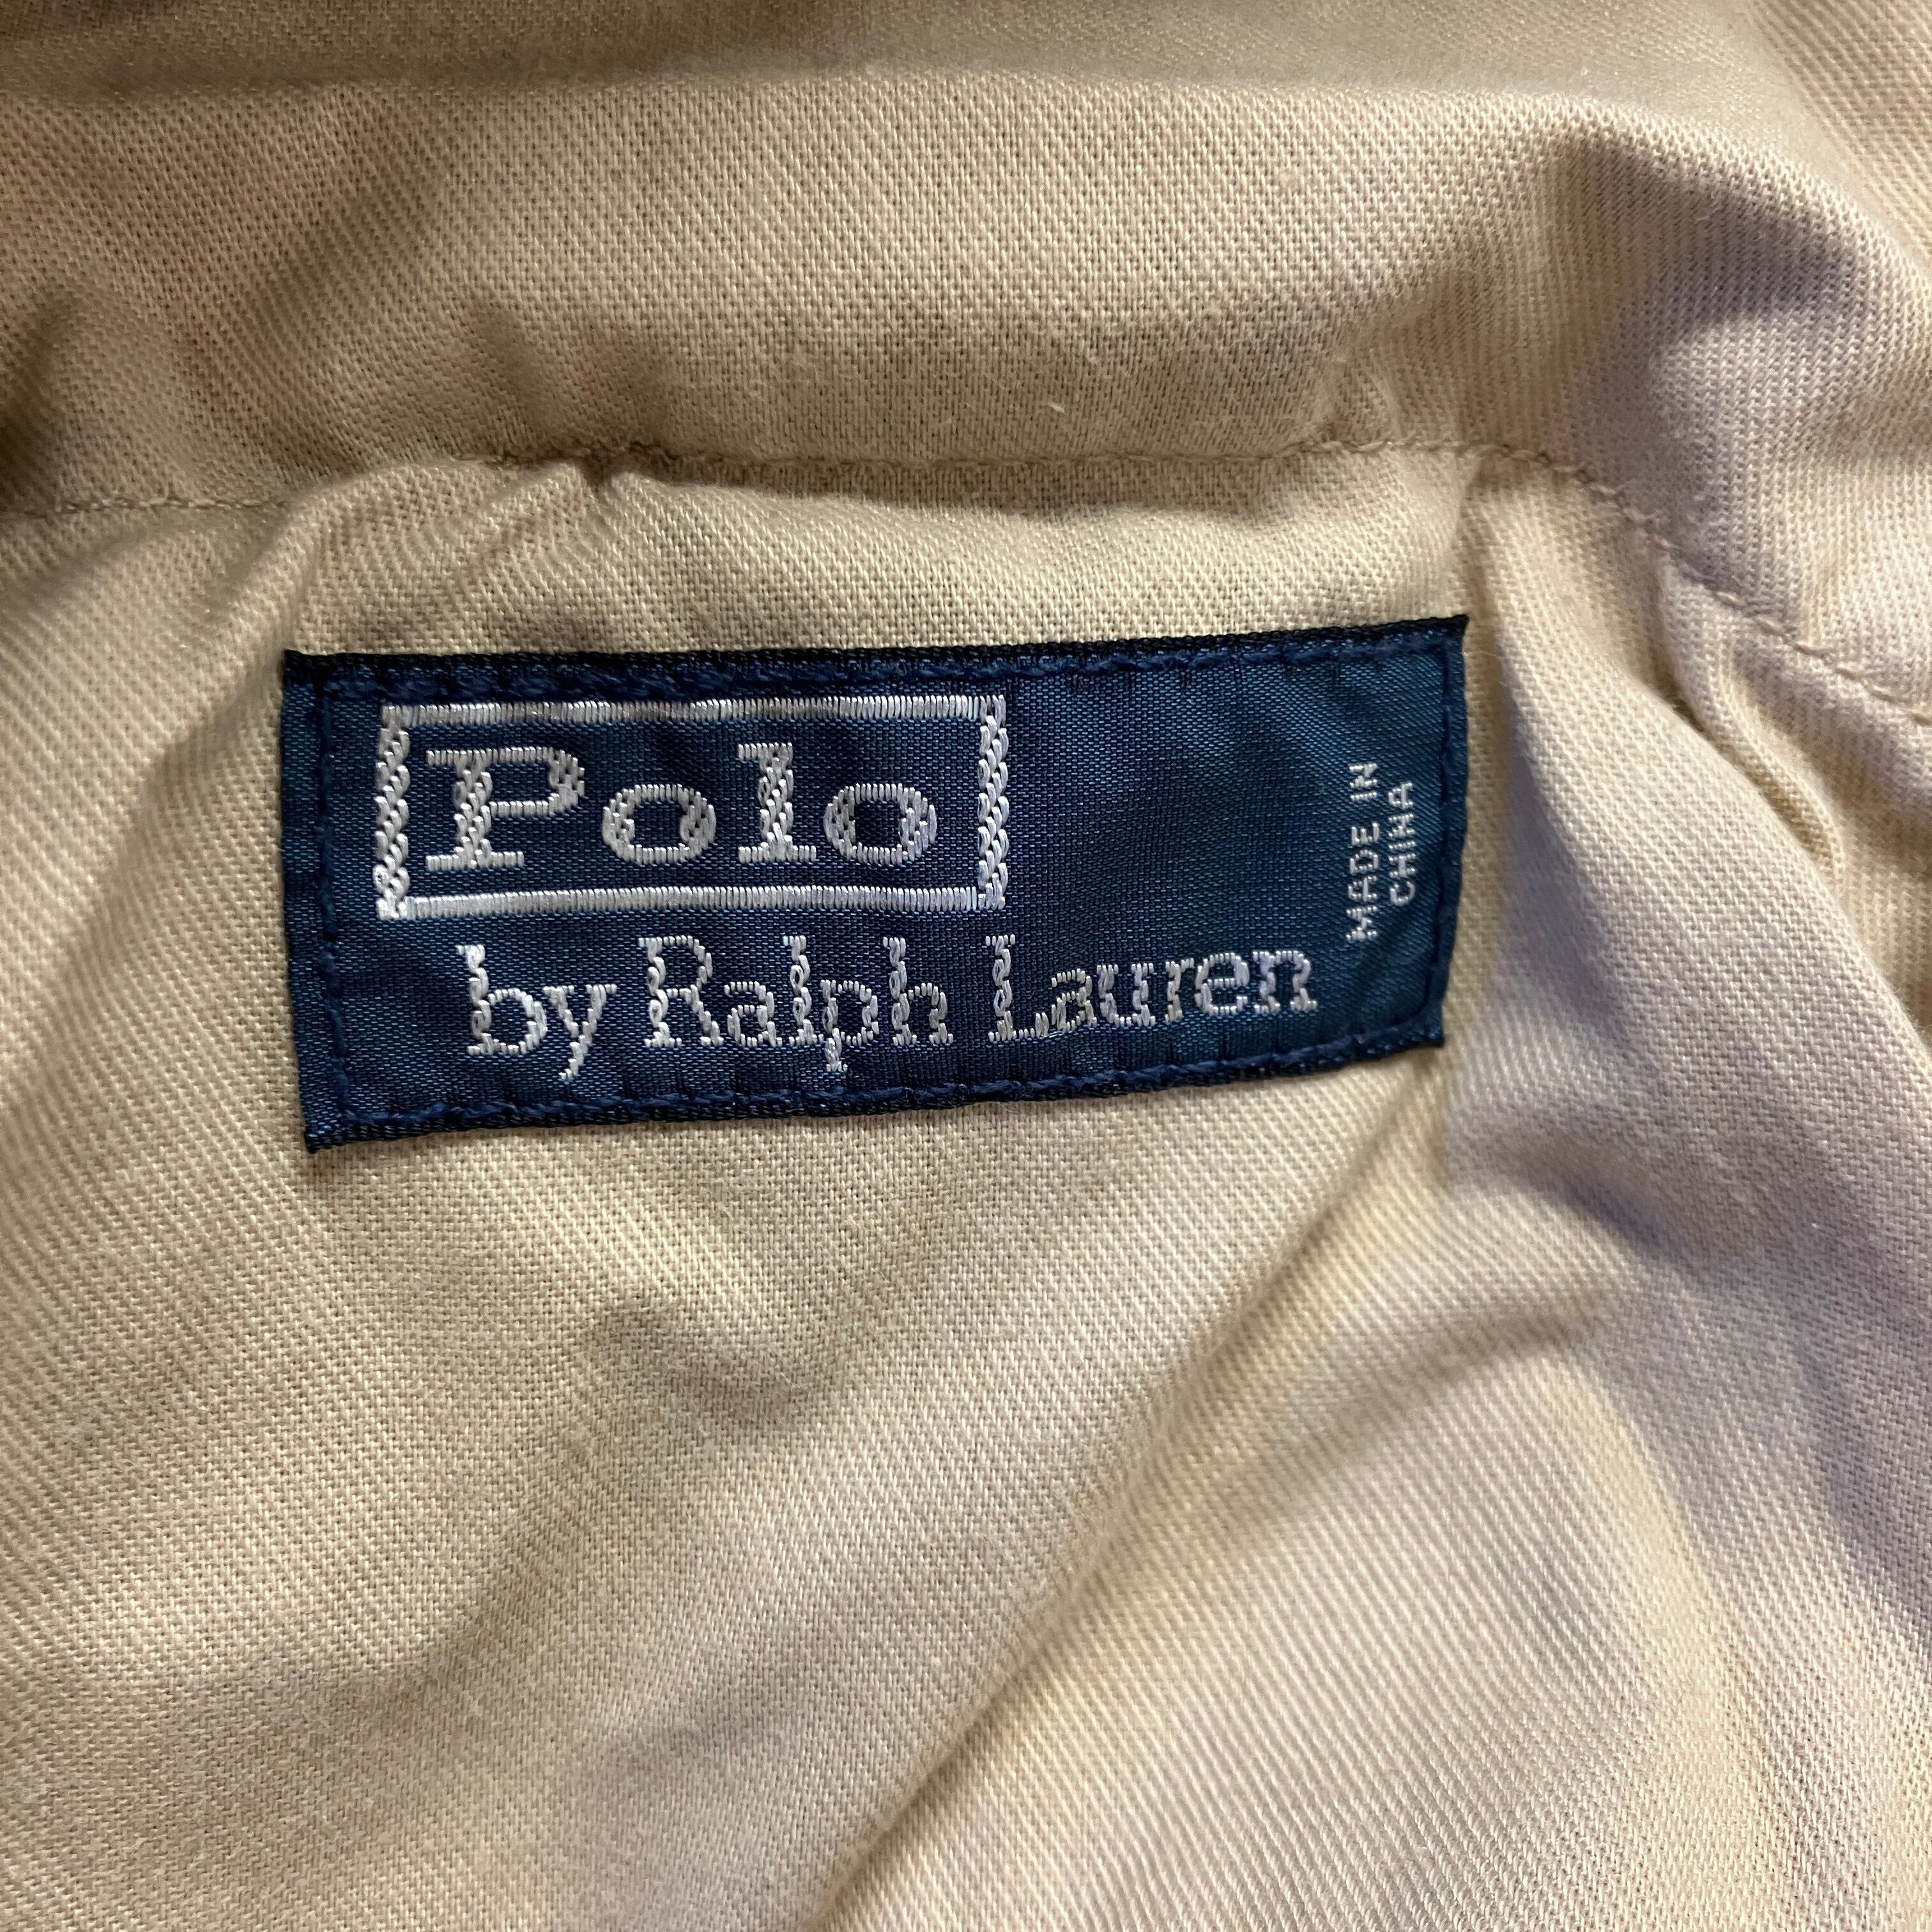 Polo
by Ralph Lauren
MADE IN
CHINA